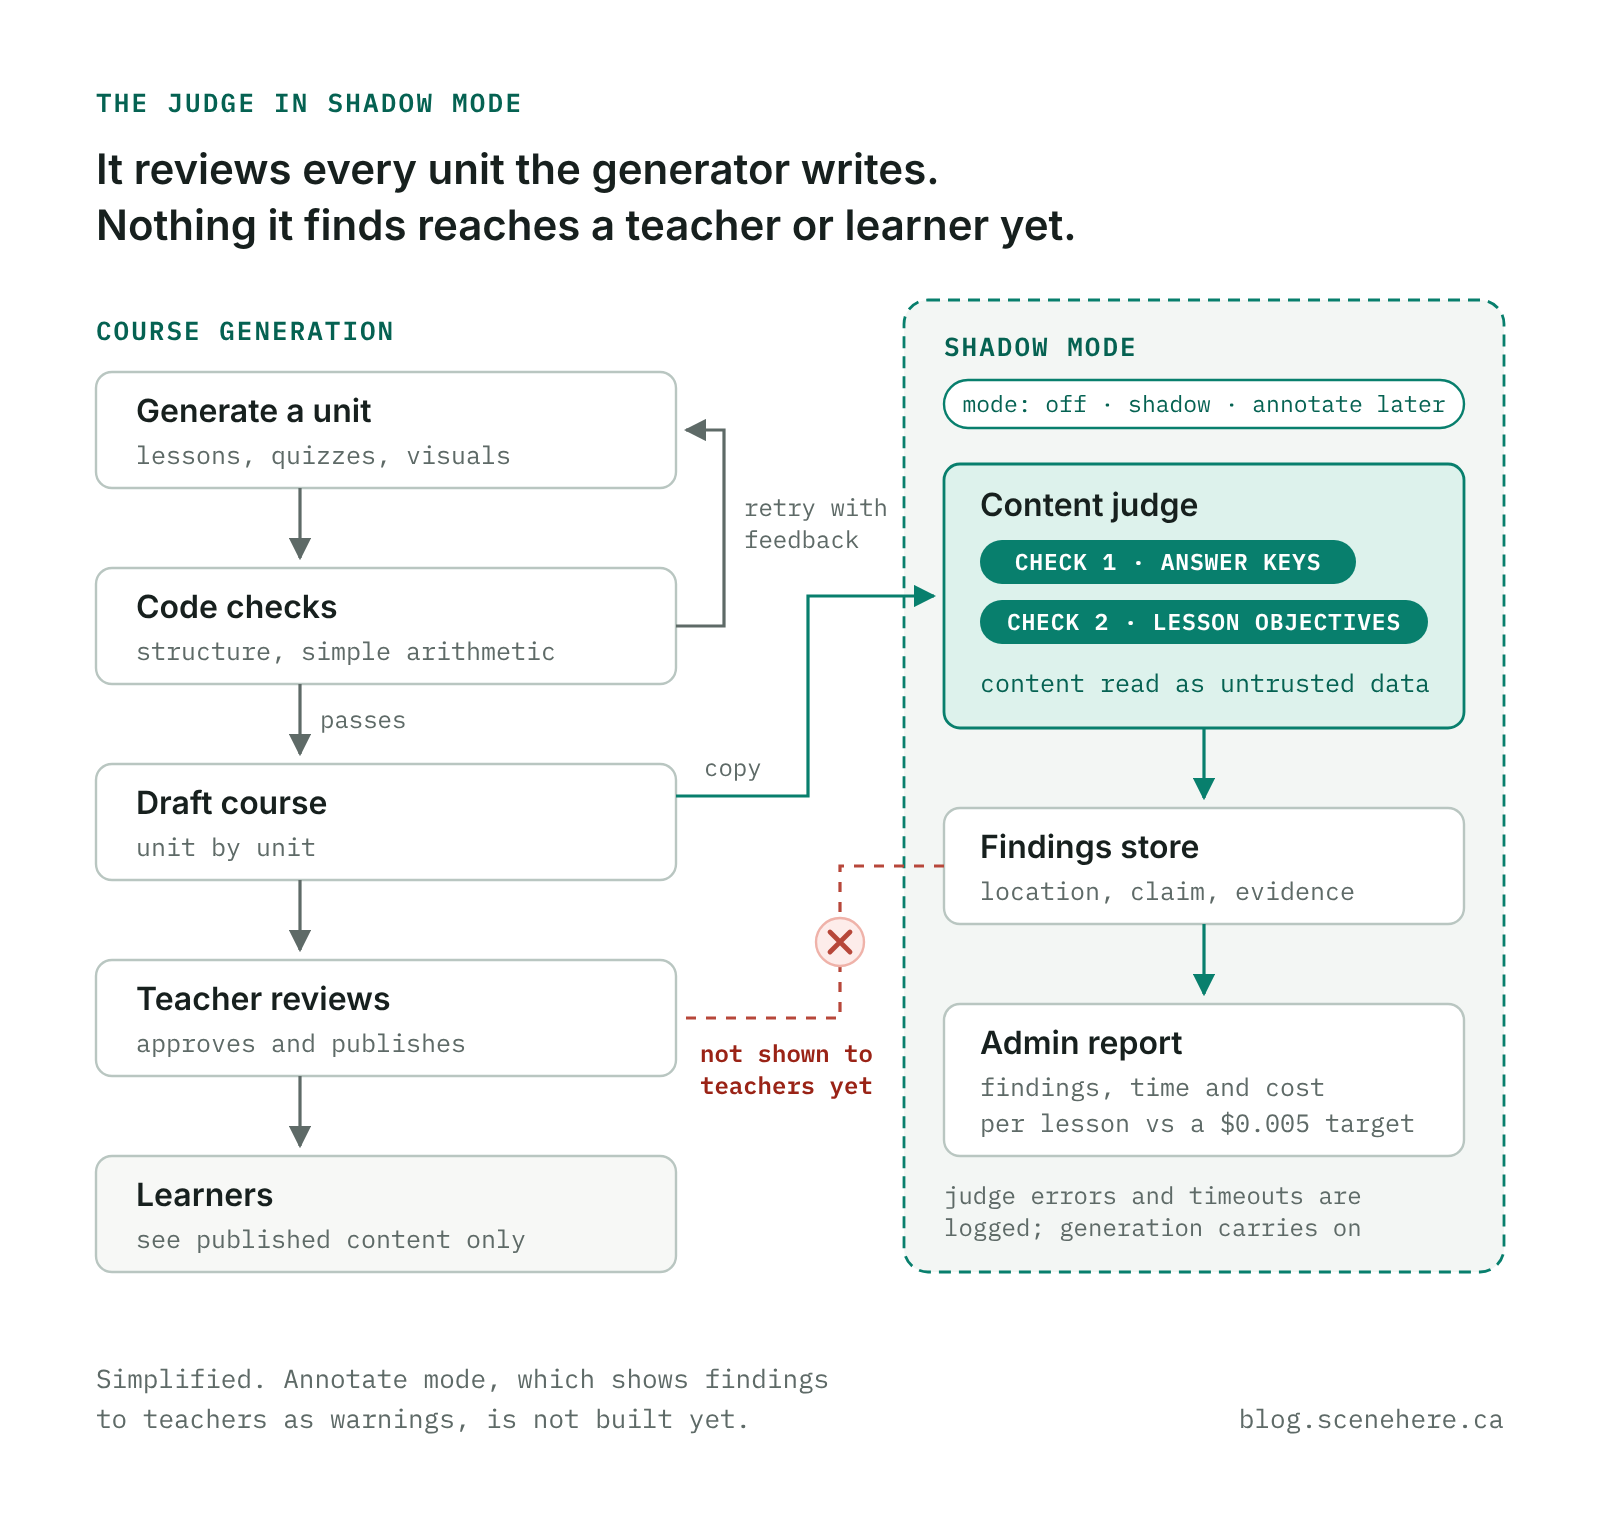 THE JUDGE IN SHADOW MODE
It reviews every unit the generator writes.
Nothing it finds reaches a teacher or learner yet.
COURSE GENERATION
Generate a unit
lessons, quizzes, visuals
retry with
feedback
Code checks
structure, simple arithmetic
passes
Draft course
unit by unit
copy
Teacher reviews
approves and publishes
not shown to
teachers yet
Learners
see published content only
SHADOW MODE
mode: off · shadow · annotate later
Content judge
CHECK 1 · ANSWER KEYS
CHECK 2 · LESSON OBJECTIVES
content read as untrusted data
Findings store
location, claim, evidence
Admin report
findings, time and cost
per lesson vs a $0.005 target
judge errors and timeouts are
logged; generation carries on
Simplified. Annotate mode, which shows findings
to teachers as warnings, is not built yet.
blog.scenehere.ca